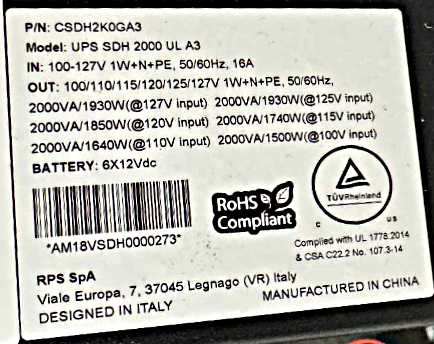 P/N: CSDH2K0GA3
Model: UPS SDH 2000 UL A3
IN: 100-127V 1W+N+PE, 50/60Hz, 16A
OUT: 100/110/115/120/125/127V 1W+N+PE, 50/60Hz,
2000VA/1930W(@127V input) 2000VA/1930W(@125V input)
2000VA/1850W(@120V input) 2000VA/1740W(@115V input)
2000VA/1640W(@110V input) 2000VA/1500W(@100V input)
BATTERY: 6X12Vdc
*AM18VSDH0000273*
RoHS
Compliant
TÜVRheinland
C US
Complied with UL 1778:2014
& CSA C22.2 No. 107.3-14
RPS SpA
Viale Europa, 7, 37045 Legnago (VR) Italy
DESIGNED IN ITALY
MANUFACTURED IN CHINA